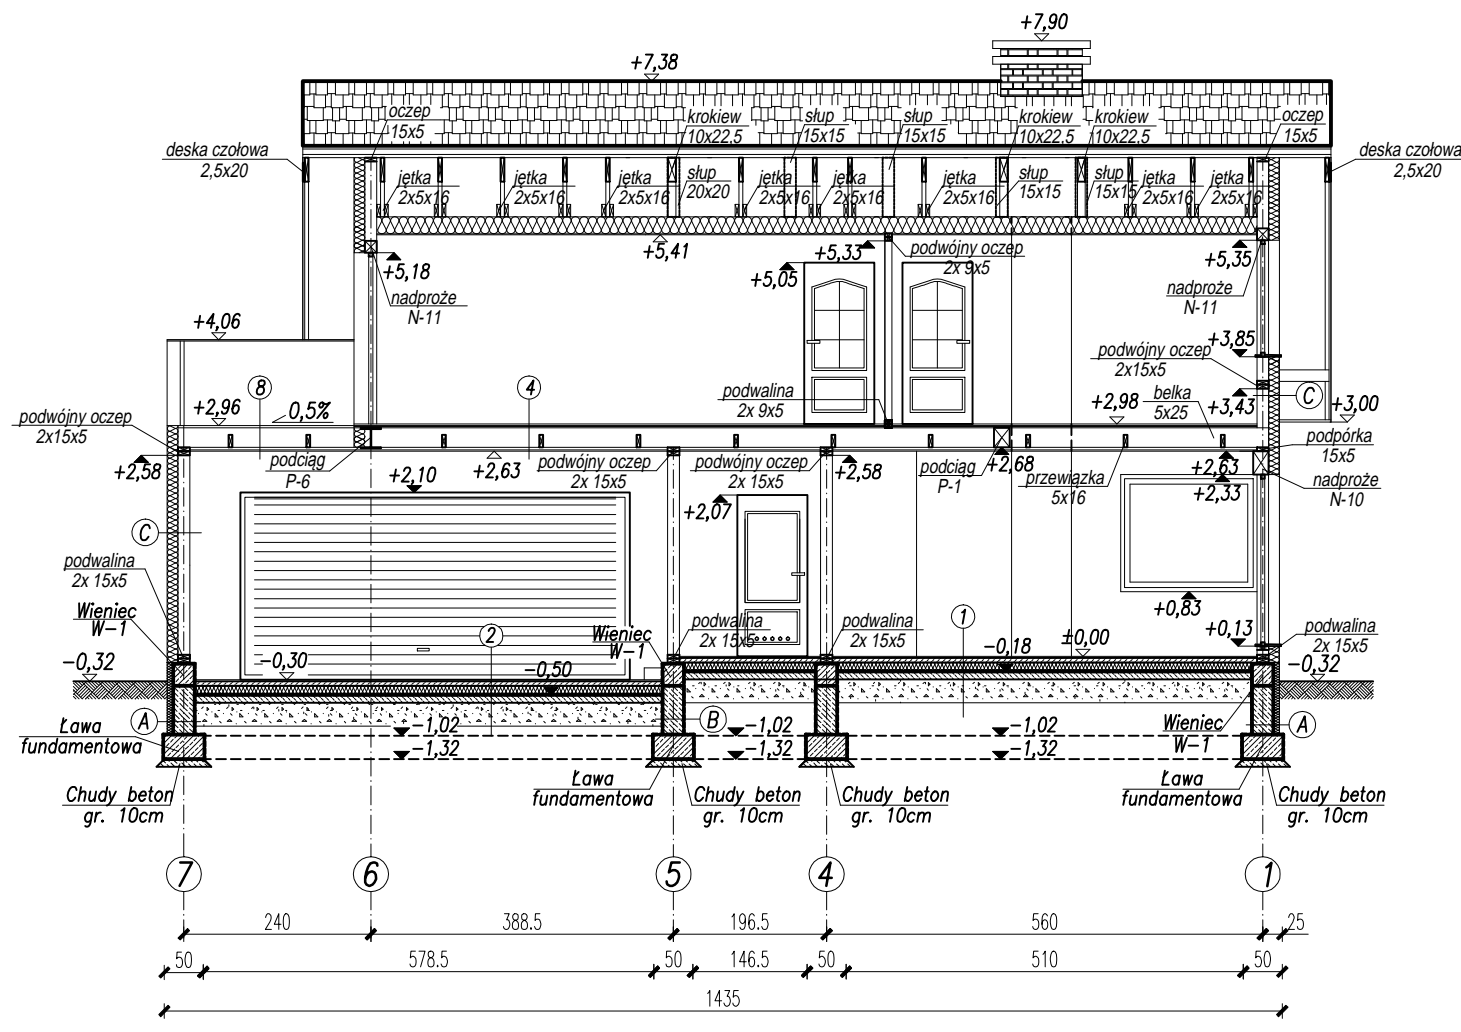 +7,90
+7,38
oczep
15x5
krokiew
10x22,5
słup
15x15
słup
15x15
krokiew
10x22,5
krokiew
10x22,5
oczep
15x5
deska czołowa
2,5x20
deska czołowa
2,5x20
jętka
2x5x16
jętka
2x5x16
jętka
2x5x16
słup
20x20
jętka
2x5x16
jętka
2x5x16
jętka
2x5x16
słup
15x15
słup
15x15
jętka
2x5x16
jętka
2x5x16
+5,41
+5,33
podwójny oczep
2x 9x5
+5,35
+5,18
+5,05
nadproże
N-11
nadproże
N-11
+4,06
+3,85
podwójny oczep
2x15x5
8
4
podwalina
2x 9x5
belka
5x25
C
+3,43
+3,00
+2,96
0,5%
+2,98
podwójny oczep
2x15x5
podpórka
15x5
+2,58
podciąg
P-6
+2,63
podwójny oczep
2x 15x5
podwójny oczep
2x 15x5
+2,58
podciąg
P-1
+2,68
przewiązka
5x16
+2,63
+2,33
nadproże
N-10
+2,10
+2,07
C
podwalina
2x 15x5
Wieniec
W-1
+0,83
2
Wieniec
W-1
podwalina
2x 15x5
podwalina
2x 15x5
1
+0,13
podwalina
2x 15x5
±0,00
-0,18
-0,32
-0,30
-0,50
-0,32
A
B
A
Ława
fundamentowa
-1,02
-1,32
-1,02
-1,32
-1,02
-1,32
Wieniec
W-1
Chudy beton
gr. 10cm
Ława
fundamentowa
Chudy beton
gr. 10cm
Chudy beton
gr. 10cm
Ława
fundamentowa
Chudy beton
gr. 10cm
7
6
5
4
1
240
388.5
196.5
560
25
50
578.5
50
146.5
50
510
50
1435